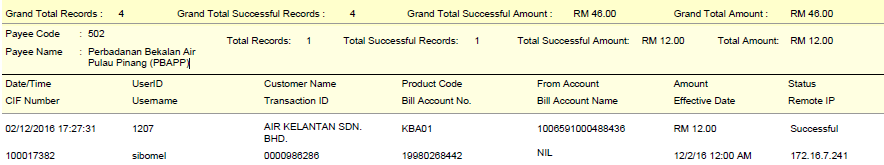 Grand Total Records : 4 Grand Total Successful Records : 4 Grand Total Successful Amount : RM 46.00 Grand Total Amount : RM 46.00
Payee Code : 502
Total Records: 1 Total Successful Records: 1 Total Successful Amount: RM 12.00 Total Amount: RM 12.00
Payee Name : Perbadanan Bekalan Air
Pulau Pinang (PBAPP)
Date/Time UserID Customer Name Product Code From Account Amount Status
CIF Number Username Transaction ID Bill Account No. Bill Account Name Effective Date Remote IP
02/12/2016 17:27:31 1207 AIR KELANTAN SDN. KBA01 1006591000488436 RM 12.00 Successful
BHD.
100017382 sibomel 0000986286 19980268442 NIL 12/2/16 12:00 AM 172.16.7.241